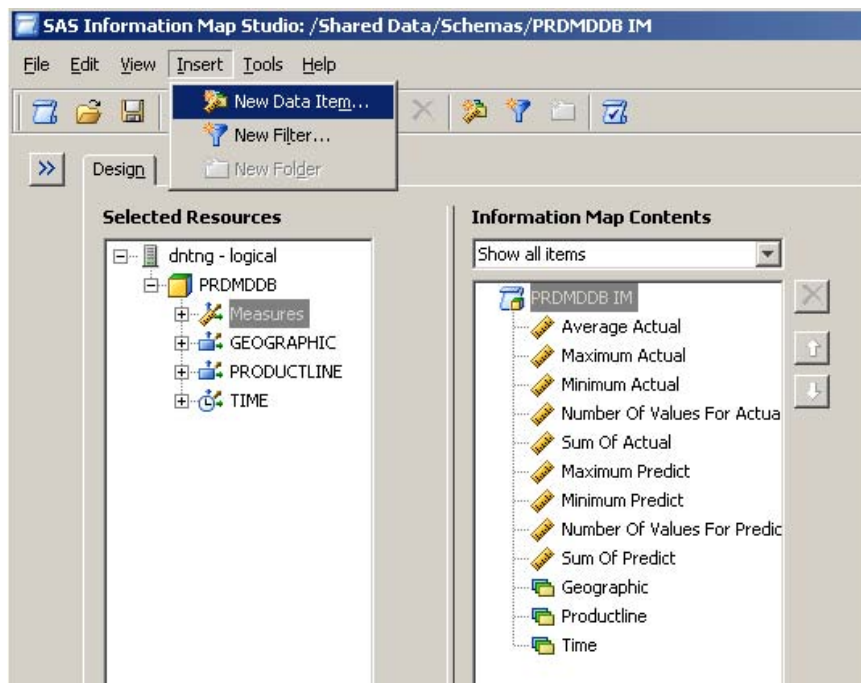 SAS Information Map Studio: /Shared Data/Schemas/PRDMDDB IM
File Edit View Insert Tools Help
New Data Item...
New Filter...
New Folder
Design
Selected Resources
dntng - logical
PRDMDDB
Measures
GEOGRAPHIC
PRODUCTLINE
TIME
Information Map Contents
Show all items
PRDMDDB IM
Average Actual
Maximum Actual
Minimum Actual
Number Of Values For Actua
Sum Of Actual
Maximum Predict
Minimum Predict
Number Of Values For Predic
Sum Of Predict
Geographic
Productline
Time